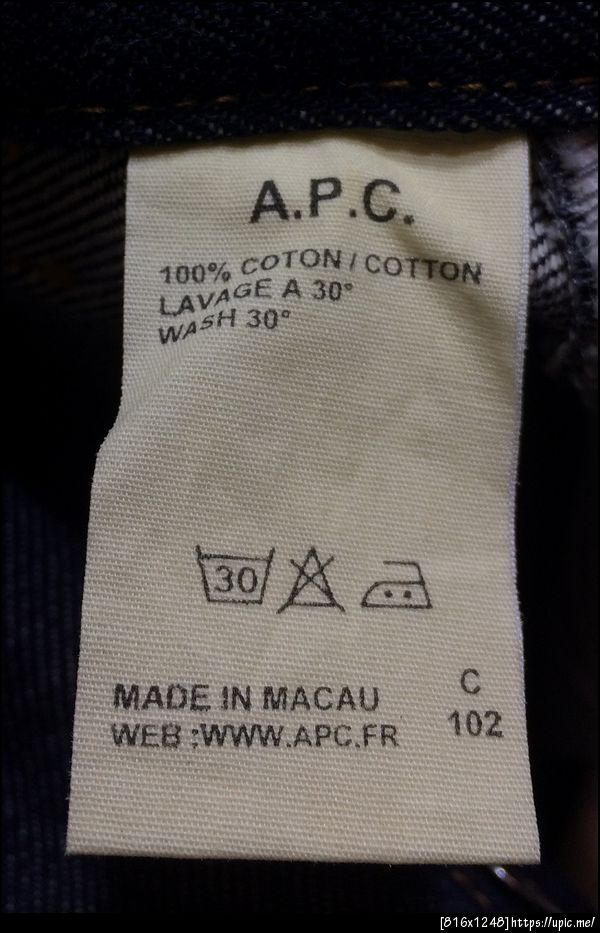 A.P.C.
100% COTON / COTTON
LAVAGE A 30°
WASH 30°
30
MADE IN MACAU
WEB :WWW.APC.FR
C
102
[816x1248]https://upic.me/